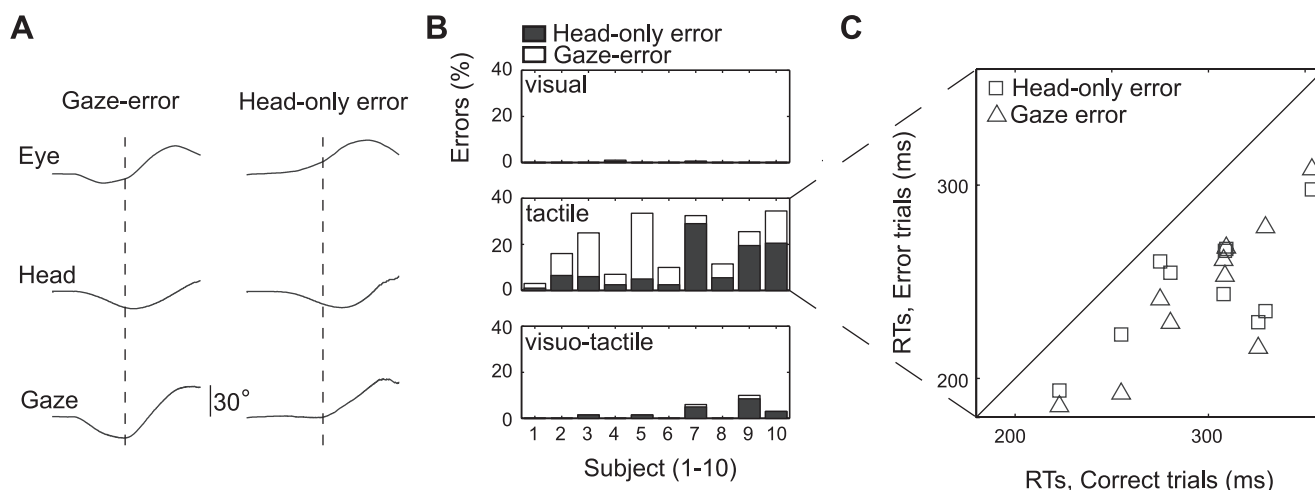 A
Gaze-error
Head-only error
Eye
Head
Gaze
30°
B
Head-only error
Gaze-error
Errors (%)
40
visual
20
0
40
tactile
20
0
40
visuo-tactile
20
0
1 2 3 4 5 6 7 8 9 10
Subject (1-10)
C
Head-only error
Gaze error
RTs, Error trials (ms)
300
200
200 300
RTs, Correct trials (ms)